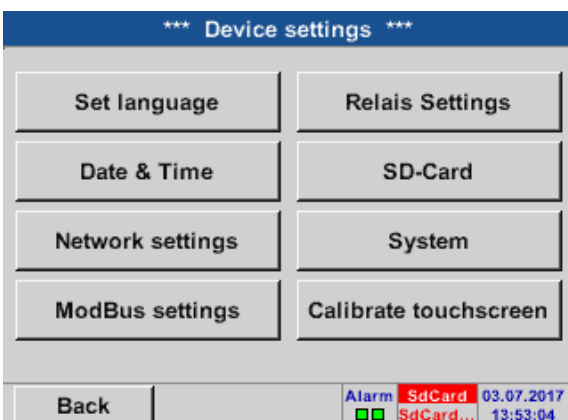 *** Device settings ***
Set language
Relais Settings
Date & Time
SD-Card
Network settings
System
ModBus settings
Calibrate touchscreen
Back
Alarm SdCard 03.07.2017
SdCard... 13:53:04